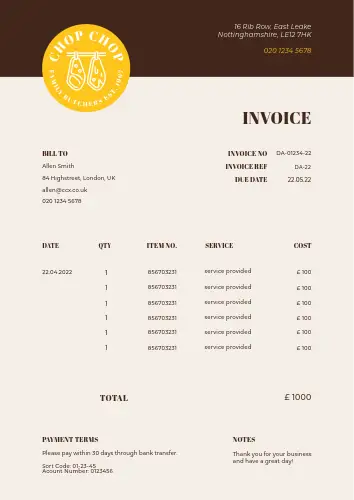 16 Rib Row, East Leake
Nottinghamshire, LE12 7HK
020 1234 5678
CHOP CHOP
FAMILY BUTCHERS EST. 1967
INVOICE
BILL TO
Allen Smith
84 Highstreet, London, UK
allen@ccx.co.uk
020 1234 5678
INVOICE NO DA-01234-22
INVOICE REF DA-22
DUE DATE 22.05.22
DATE QTY ITEM NO. SERVICE COST
22.04.2022 1 856703231 service provided £ 100
1 856703231 service provided £ 100
1 856703231 service provided £ 100
1 856703231 service provided £ 100
1 856703231 service provided £ 100
1 856703231 service provided £ 100
TOTAL £ 1000
PAYMENT TERMS
Please pay within 30 days through bank transfer
Sort Code: 01-23-45
Acount Number: 0123456
NOTES
Thank you for your business
and have a great day!